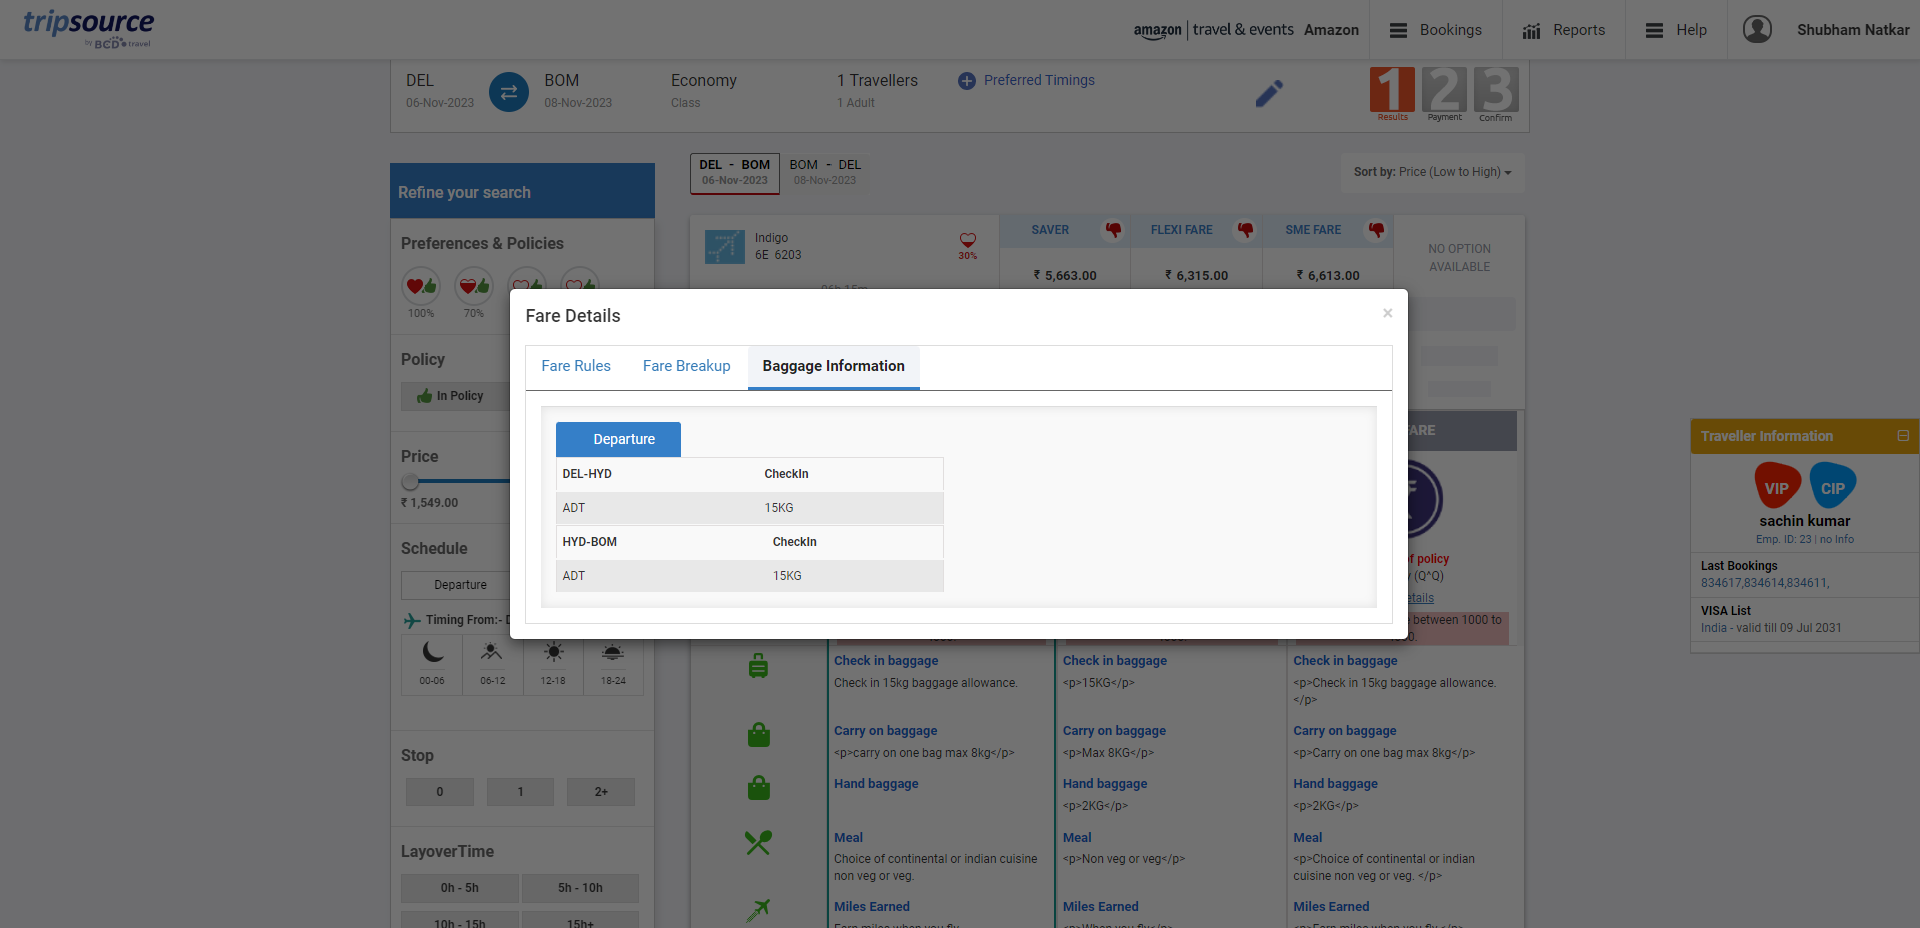 tripsource
by BCD travel
amazon | travel & events Amazon
Bookings
Reports
Help
Shubham Natkar
DEL
06-Nov-2023
BOM
08-Nov-2023
Economy
Class
1 Travellers
1 Adult
Preferred Timings
1 2 3
Results Payment Confirm
Refine your search
Preferences & Policies
100% 70%
Policy
In Policy
Price
₹ 1,549.00
Schedule
Departure
Timing From:- D
00-06 06-12 12-18 18-24
Stop
0 1 2+
LayoverTime
0h - 5h 5h - 10h
10h - 15h 15h+
DEL - BOM
06-Nov-2023
BOM - DEL
08-Nov-2023
Sort by: Price (Low to High)
Indigo
6E 6203
30%
SAVER FLEXI FARE SME FARE
₹ 5,663.00 ₹ 6,315.00 ₹ 6,613.00
NO OPTION
AVAILABLE
Fare Details ×
Fare Rules Fare Breakup Baggage Information
Departure
DEL-HYD CheckIn
ADT 15KG
HYD-BOM CheckIn
ADT 15KG
FARE
f policy
(Q^Q)
etails
between 1000 to
Check in baggage
Check in 15kg baggage allowance.
Carry on baggage
<p>carry on one bag max 8kg</p>
Hand baggage
Meal
Choice of continental or indian cuisine
non veg or veg.
Miles Earned
Check in baggage
<p>15KG</p>
Carry on baggage
<p>Max 8KG</p>
Hand baggage
<p>2KG</p>
Meal
<p>Non veg or veg</p>
Miles Earned
Check in baggage
<p>Check in 15kg baggage allowance.
</p>
Carry on baggage
<p>Carry on one bag max 8kg</p>
Hand baggage
<p>2KG</p>
Meal
<p>Choice of continental or indian
cuisine non veg or veg. </p>
Miles Earned
Traveller Information
VIP CIP
sachin kumar
Emp. ID: 23 | no Info
Last Bookings
834617,834614,834611,
VISA List
India - valid till 09 Jul 2031